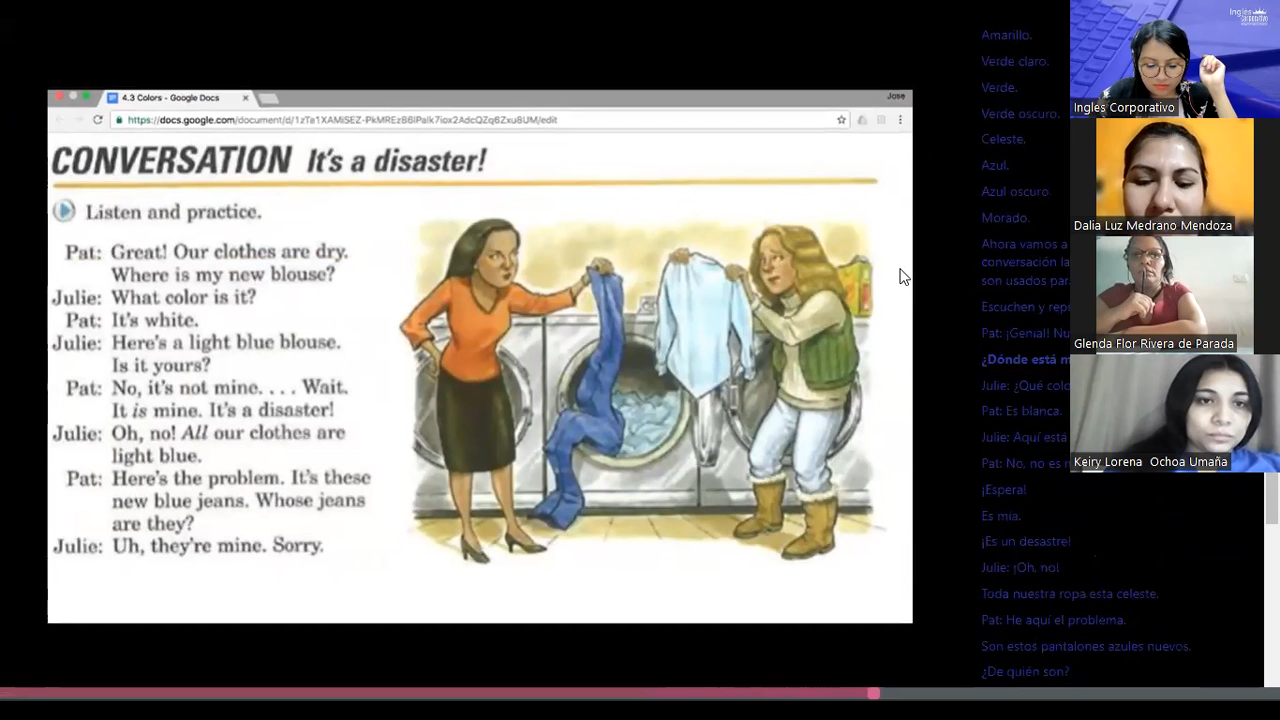 4.3 Colors - Google Docs
Jose
https://docs.google.com/document/d/1zTe1XAMiSEZ-PkMREzB6lPalk7iox2AdcQZq6Zxu8UM/edit
CONVERSATION It's a disaster!
Listen and practice.
Pat: Great! Our clothes are dry.
Where is my new blouse?
Julie: What color is it?
Pat: It's white.
Julie: Here's a light blue blouse.
Is it yours?
Pat: No, it's not mine. . . . Wait.
It is mine. It's a disaster!
Julie: Oh, no! All our clothes are
light blue.
Pat: Here's the problem. It's these
new blue jeans. Whose jeans
are they?
Julie: Uh, they're mine. Sorry.
Amarillo.
Verde claro.
Verde.
Verde oscuro.
Celeste.
Azul.
Azul oscuro.
Morado.
Ahora vamos a
conversación la
son usados par
Escuchen y rep
Pat: ¡Genial! Nu
¿Dónde está m
Julie: ¿Qué colo
Pat: Es blanca.
Julie: Aquí está
Pat: No, no es m
¡Espera!
Es mía.
¡Es un desastre!
Julie: ¡Oh, no!
Toda nuestra ropa esta celeste.
Pat: He aquí el problema.
Son estos pantalones azules nuevos.
¿De quién son?
Ingles
Ingles Corporativo
Dalia Luz Medrano Mendoza
Glenda Flor Rivera de Parada
Keiry Lorena Ochoa Umaña